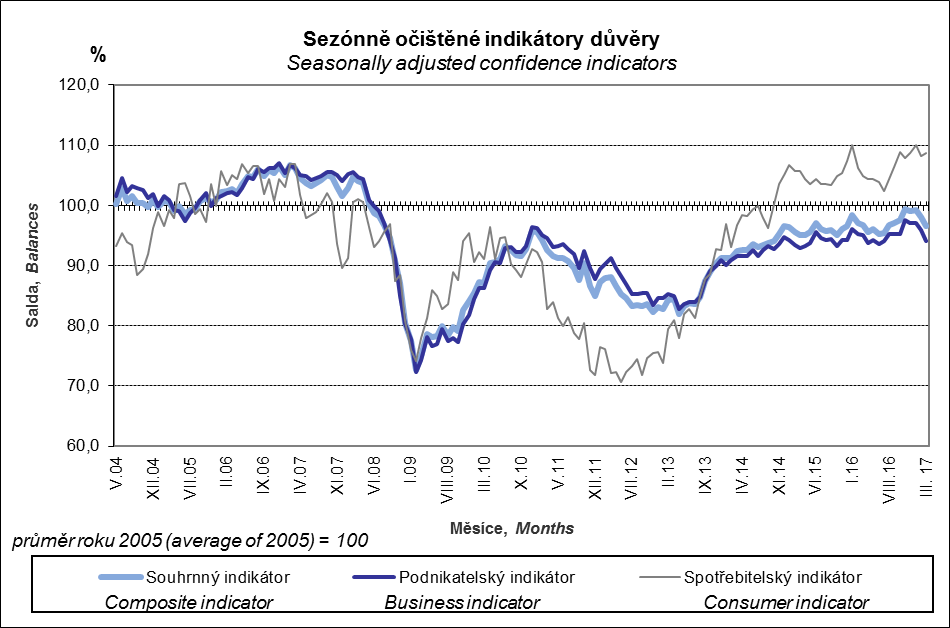 Sezónně očištěné indikátory důvěry
Seasonally adjusted confidence indicators
%
120,0
110,0
100,0
90,0
80,0
70,0
60,0
Salda, Balances
V.04
XII.04
VII.05
II.06
IX.06
IV.07
XI.07
VI.08
I.09
VIII.09
III.10
X.10
V.11
XII.11
VII.12
II.13
IX.13
IV.14
XI.14
VI.15
I.16
VIII.16
III. 17
Měsíce, Months
průměr roku 2005 (average of 2005) = 100
Souhrnný indikátor Podnikatelský indikátor Spotřebitelský indikátor
Composite indicator Business indicator Consumer indicator